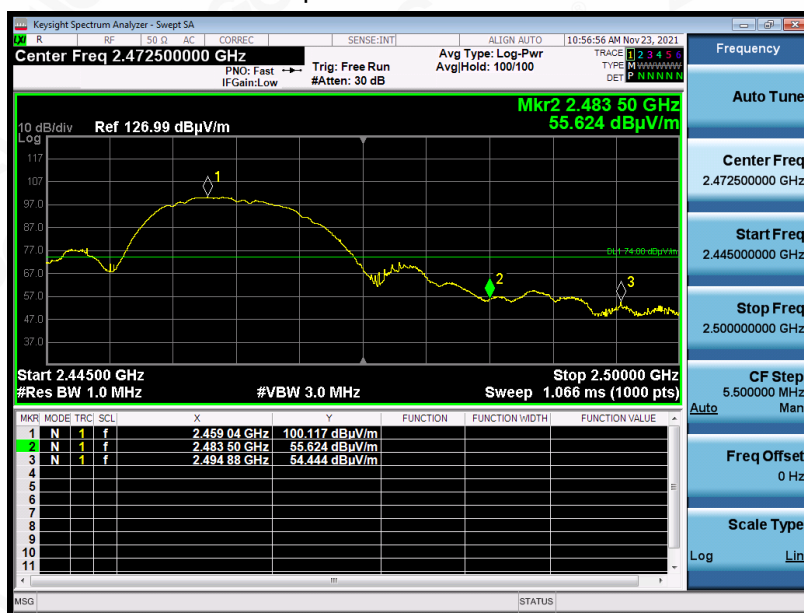 Keysight Spectrum Analyzer - Swept SA
LXI R RF 50 Ω AC CORREC SENSE:INT ALIGN AUTO 10:56:56 AM Nov 23, 2021
Center Freq 2.472500000 GHz
PNO: Fast
IFGain:Low
Trig: Free Run
#Atten: 30 dB
Avg Type: Log-Pwr
Avg|Hold: 100/100
TRACE 1 2 3 4 5 6
TYPE M WWWWW
DET P N N N N N
Mkr2 2.483 50 GHz
55.624 dBµV/m
10 dB/div Ref 126.99 dBµV/m
Log
117
107
97.0
87.0
77.0
67.0
57.0
47.0
37.0
1
DL1 74.00 dBµV/m
2
3
Start 2.44500 GHz Stop 2.50000 GHz
#Res BW 1.0 MHz #VBW 3.0 MHz Sweep 1.066 ms (1000 pts)
MKR MODE TRC SCL X Y FUNCTION FUNCTION WIDTH FUNCTION VALUE
1 N 1 f 2.459 04 GHz 100.117 dBµV/m
2 N 1 f 2.483 50 GHz 55.624 dBµV/m
3 N 1 f 2.494 88 GHz 54.444 dBµV/m
4
5
6
7
8
9
10
11
MSG STATUS
Frequency
Auto Tune
Center Freq
2.472500000 GHz
Start Freq
2.445000000 GHz
Stop Freq
2.500000000 GHz
CF Step
5.500000 MHz
Auto Man
Freq Offset
0 Hz
Scale Type
Log Lin